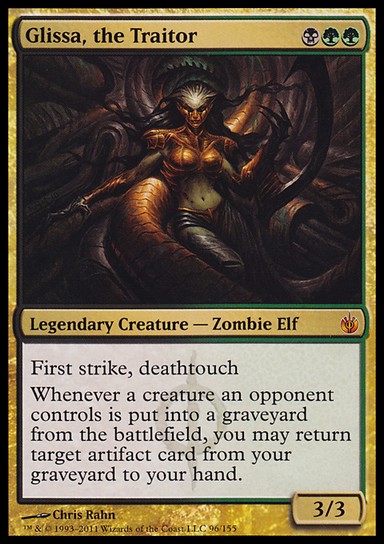 Glissa, the Traitor
Legendary Creature — Zombie Elf
First strike, deathtouch
Whenever a creature an opponent
controls is put into a graveyard
from the battlefield, you may return
target artifact card from your
graveyard to your hand.
Chris Rahn
3/3
™ & © 1993–2011 Wizards of the Coast LLC 96/155